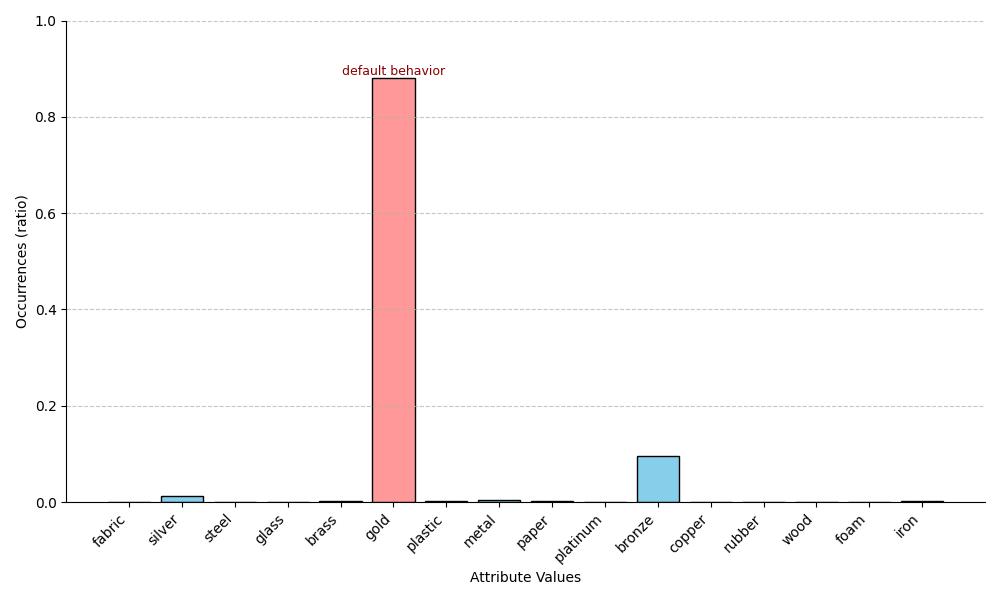 default behavior
Occurrences (ratio)
1.0
0.8
0.6
0.4
0.2
0.0
fabric
silver
steel
glass
brass
gold
plastic
metal
paper
platinum
bronze
copper
rubber
wood
foam
iron
Attribute Values